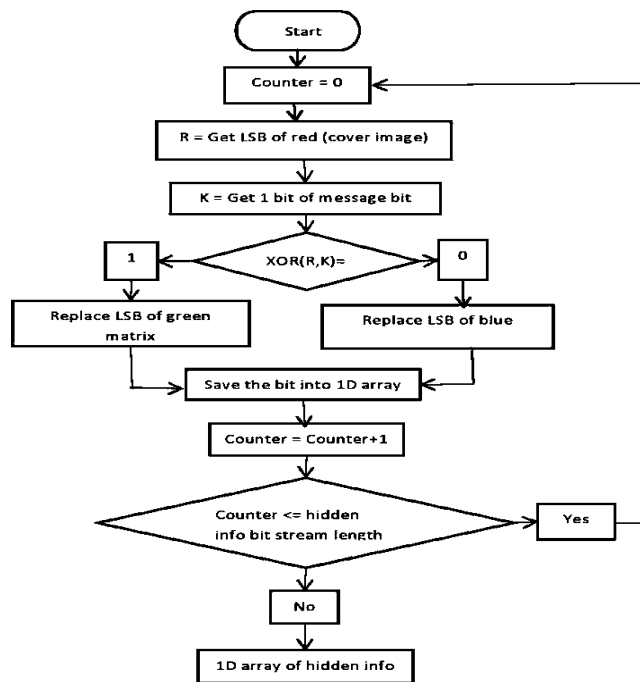 Start
Counter = 0
R = Get LSB of red (cover image)
K = Get 1 bit of message bit
1
XOR(R,K)=
0
Replace LSB of green
matrix
Replace LSB of blue
Save the bit into 1D array
Counter = Counter+1
Counter <= hidden
info bit stream length
Yes
No
1D array of hidden info